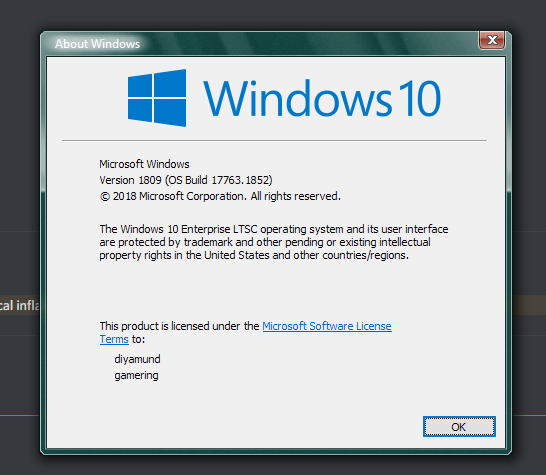 About Windows
Windows 10
Microsoft Windows
Version 1809 (OS Build 17763.1852)
© 2018 Microsoft Corporation. All rights reserved.
The Windows 10 Enterprise LTSC operating system and its user interface
are protected by trademark and other pending or existing intellectual
property rights in the United States and other countries/regions.
cal infla
This product is licensed under the Microsoft Software License
Terms to:
diyamund
gamering
OK